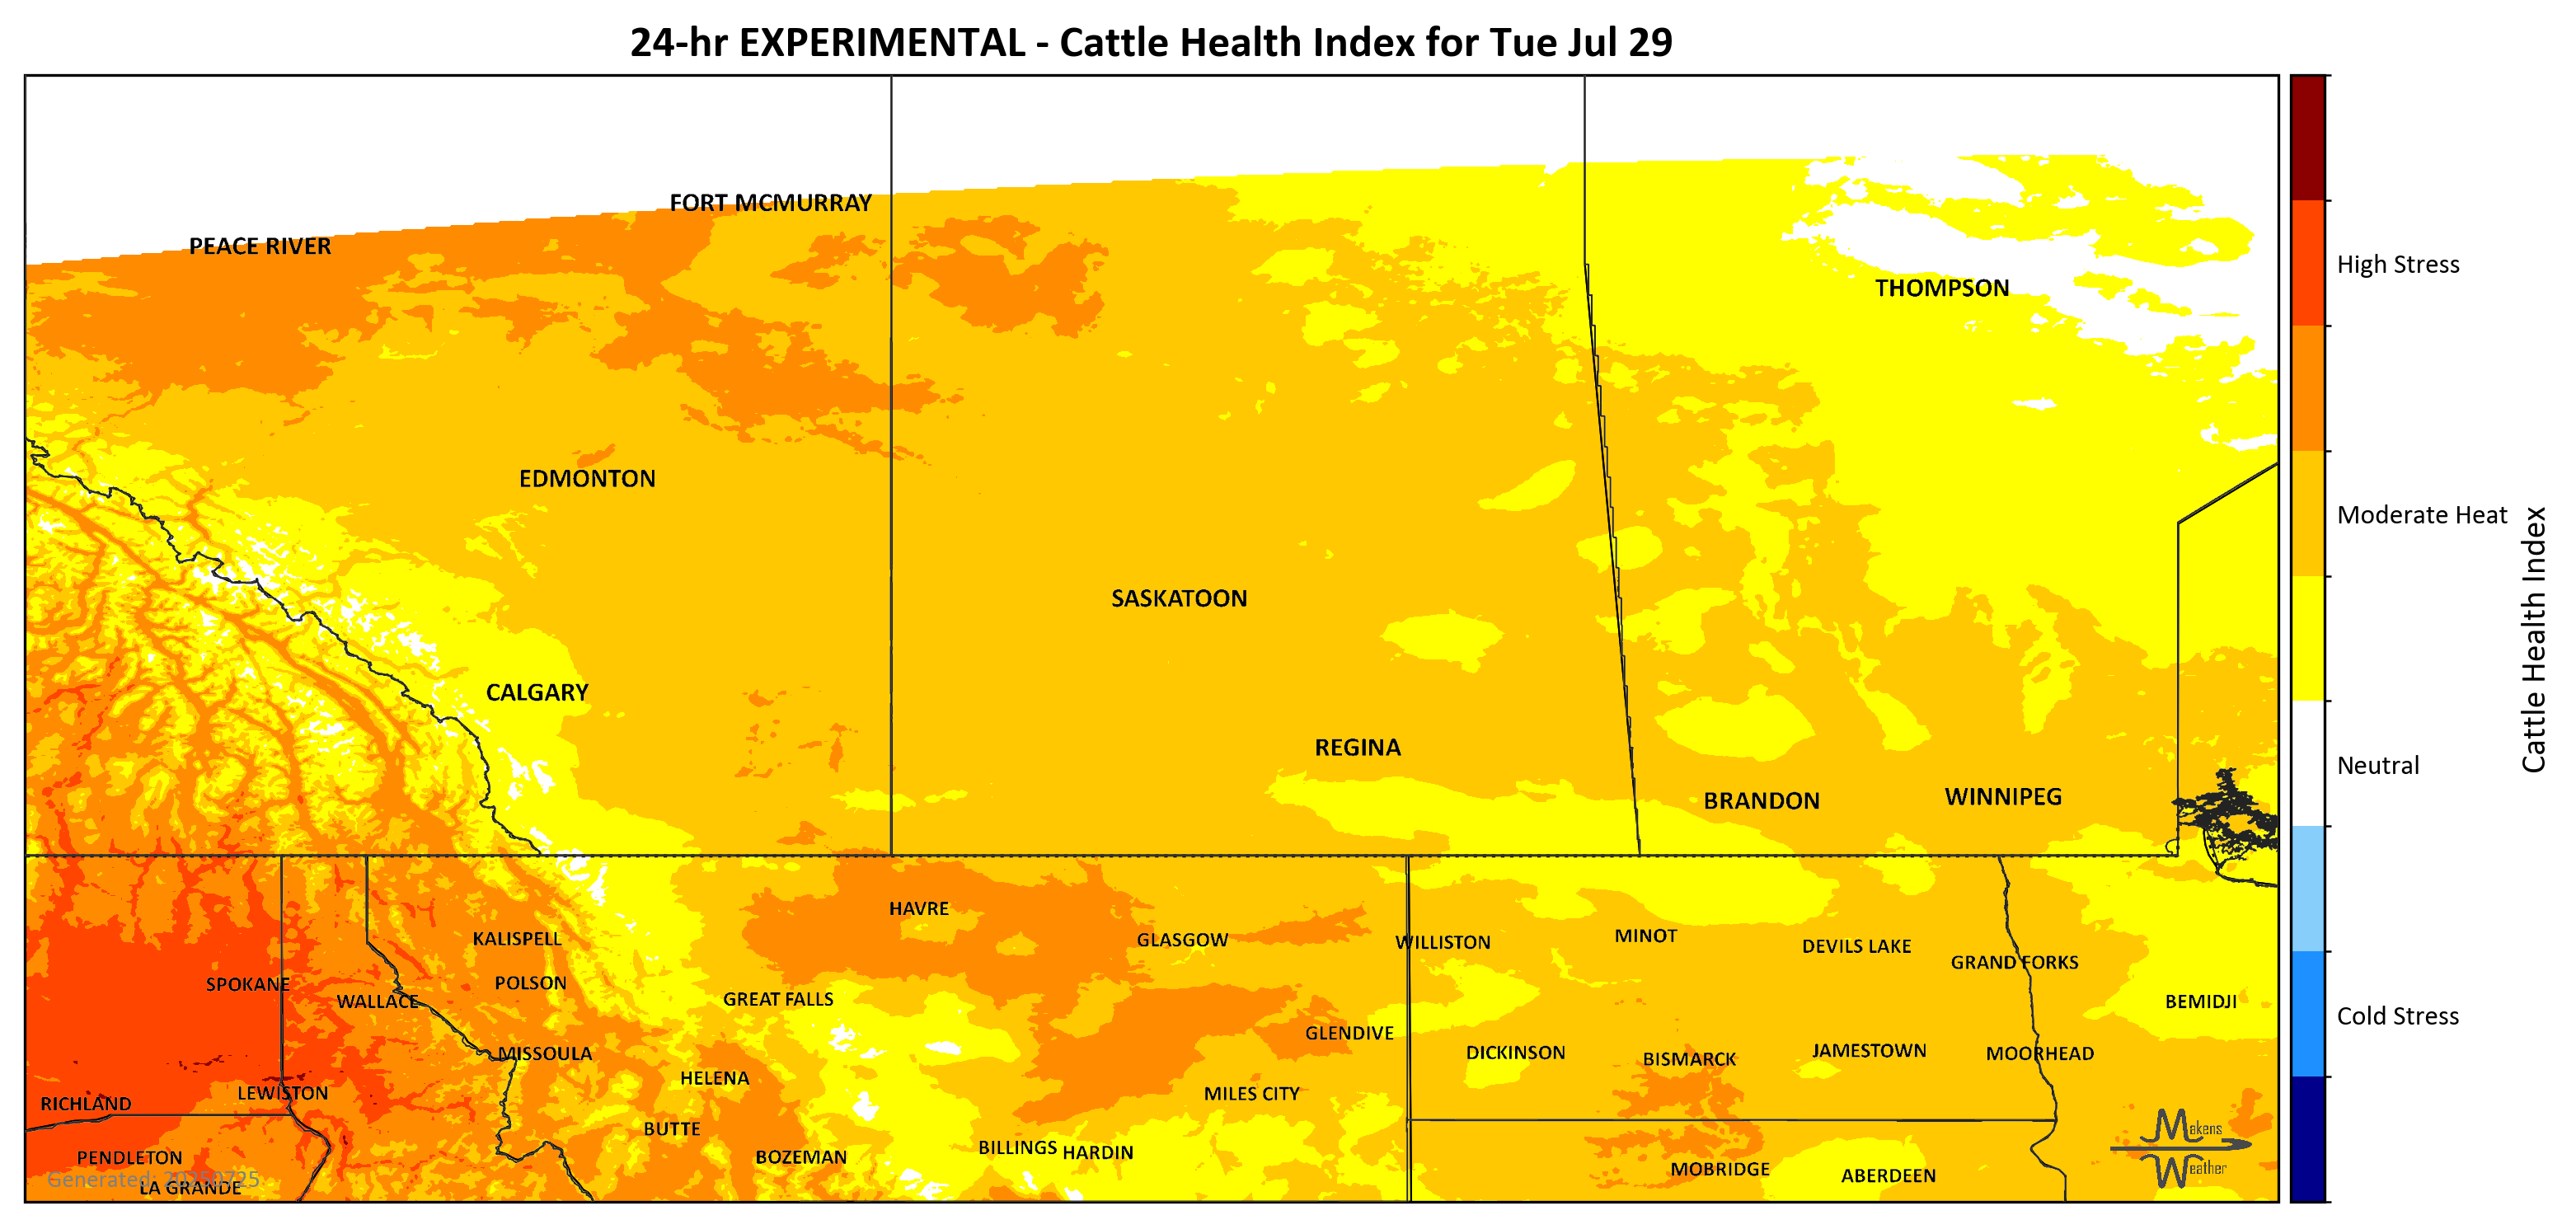 24-hr EXPERIMENTAL - Cattle Health Index for Tue Jul 29
FORT MCMURRAY
PEACE RIVER
High Stress
THOMPSON
EDMONTON
Moderate Heat
SASKATOON
Cattle Health Index
CALGARY
REGINA
Neutral
BRANDON
WINNIPEG
HAVRE
KALISPELL
GLASGOW
WILLISTON
MINOT
DEVILS LAKE
GRAND FORKS
SPOKANE
POLSON
WALLACE
GREAT FALLS
BEMIDJI
Cold Stress
GLENDIVE
MISSOULA
DICKINSON
BISMARCK
JAMESTOWN
MOORHEAD
HELENA
LEWISTON
MILES CITY
RICHLAND
BUTTE
Makens
Weather
BILLINGS
HARDIN
PENDLETON
BOZEMAN
MOBRIDGE
ABERDEEN
Generated: 20250725
LA GRANDE